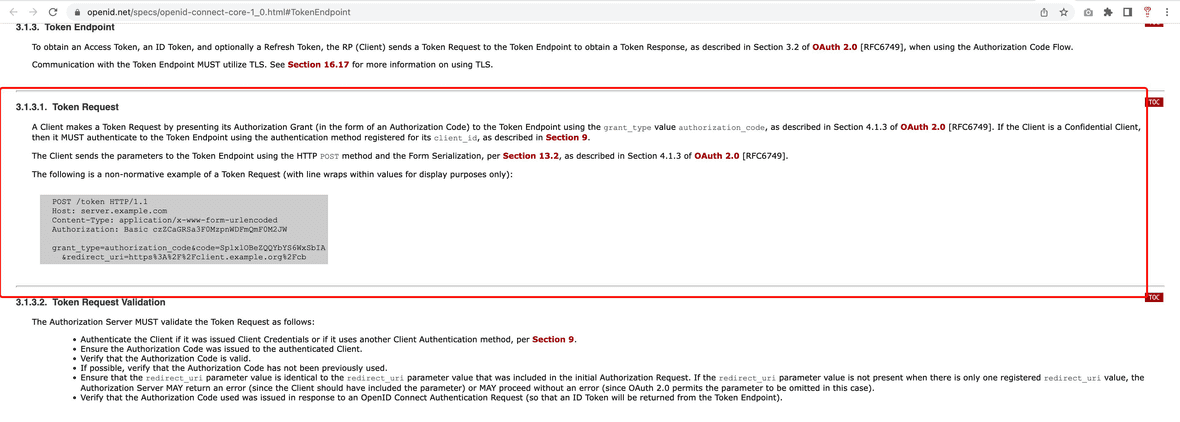 openid.net/specs/openid-connect-core-1_0.html#TokenEndpoint
3.1.3. Token Endpoint
To obtain an Access Token, an ID Token, and optionally a Refresh Token, the RP (Client) sends a Token Request to the Token Endpoint to obtain a Token Response, as described in Section 3.2 of OAuth 2.0 [RFC6749], when using the Authorization Code Flow.
Communication with the Token Endpoint MUST utilize TLS. See Section 16.17 for more information on using TLS.
TOC
3.1.3.1. Token Request
A Client makes a Token Request by presenting its Authorization Grant (in the form of an Authorization Code) to the Token Endpoint using the grant_type value authorization_code, as described in Section 4.1.3 of OAuth 2.0 [RFC6749]. If the Client is a Confidential Client,
then it MUST authenticate to the Token Endpoint using the authentication method registered for its client_id, as described in Section 9.
The Client sends the parameters to the Token Endpoint using the HTTP POST method and the Form Serialization, per Section 13.2, as described in Section 4.1.3 of OAuth 2.0 [RFC6749].
The following is a non-normative example of a Token Request (with line wraps within values for display purposes only):
POST /token HTTP/1.1
Host: server.example.com
Content-Type: application/x-www-form-urlencoded
Authorization: Basic czZCaGRSa3F0MzpnWDFmQmF0M2JW
grant_type=authorization_code&code=SplxlOBeZQQYbYS6WxSbIA
&redirect_uri=https%3A%2F%2Fclient.example.org%2Fcb
TOC
3.1.3.2. Token Request Validation
The Authorization Server MUST validate the Token Request as follows:
• Authenticate the Client if it was issued Client Credentials or if it uses another Client Authentication method, per Section 9.
• Ensure the Authorization Code was issued to the authenticated Client.
• Verify that the Authorization Code is valid.
• If possible, verify that the Authorization Code has not been previously used.
• Ensure that the redirect_uri parameter value is identical to the redirect_uri parameter value that was included in the initial Authorization Request. If the redirect_uri parameter value is not present when there is only one registered redirect_uri value, the
Authorization Server MAY return an error (since the Client should have included the parameter) or MAY proceed without an error (since OAuth 2.0 permits the parameter to be omitted in this case).
• Verify that the Authorization Code used was issued in response to an OpenID Connect Authentication Request (so that an ID Token will be returned from the Token Endpoint).